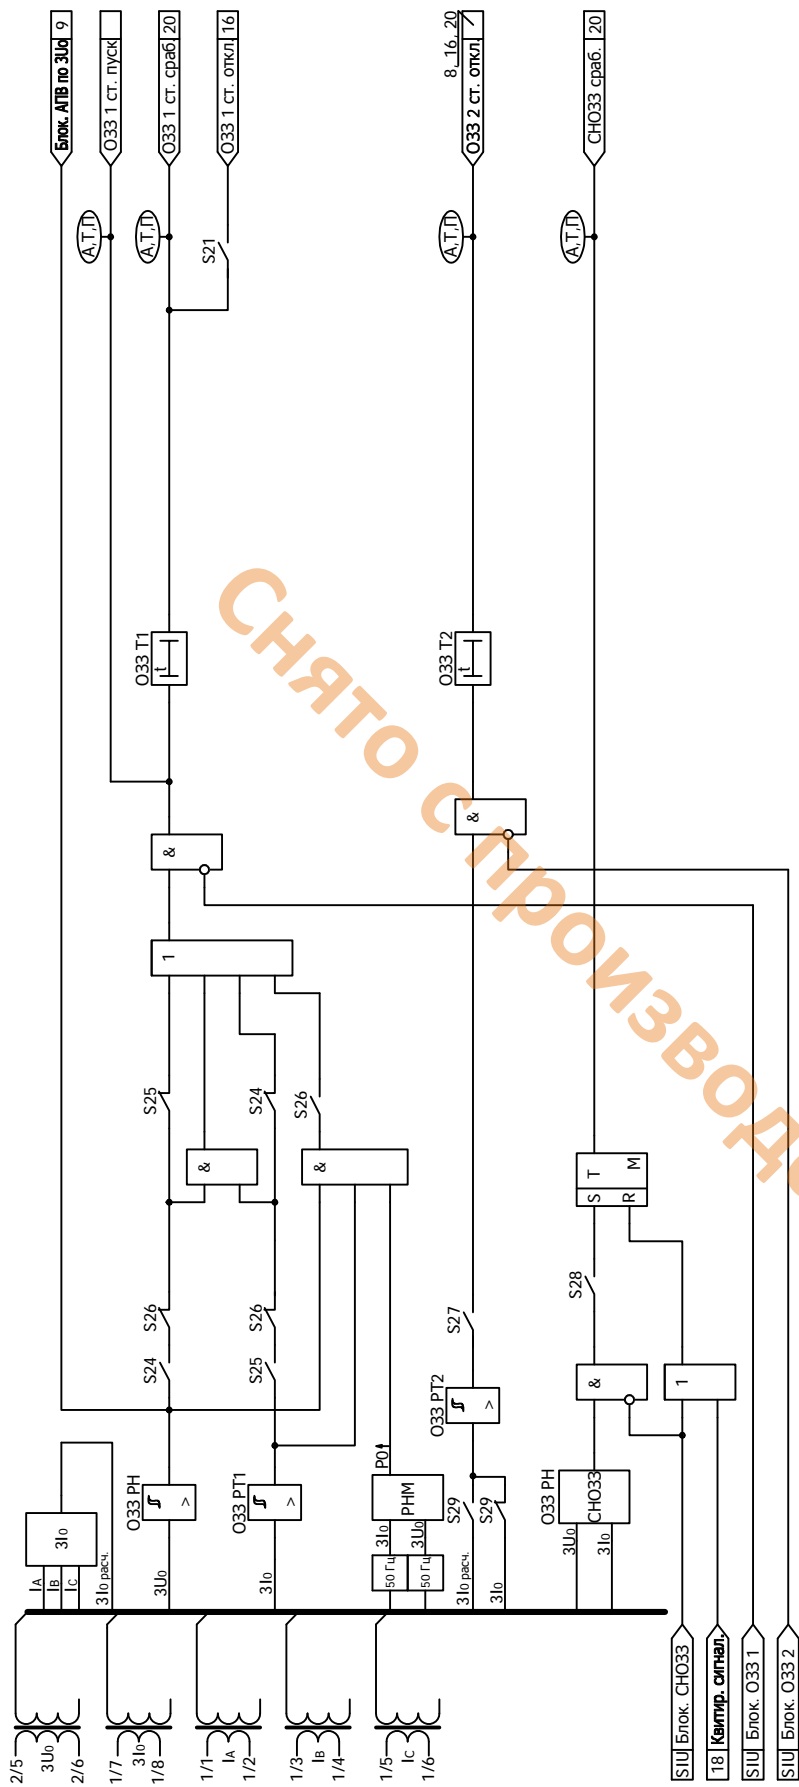 Блок. АПВ по 3U0 9
ОЗЗ 1 ст. пуск
ОЗЗ 1 ст. сраб. 20
ОЗЗ 1 ст. откл. 16
8, 16, 20
ОЗЗ 2 ст. откл.
СНОЗЗ сраб. 20
А,Т,П
А,Т,П
А,Т,П
А,Т,П
S21
ОЗЗ Т1
t
ОЗЗ Т2
t
&
&
1
S25
S24
S26
&
&
S T M
R
S26
S26
S24
S25
S27
S28
ОЗЗ РН
>
ОЗЗ РТ1
>
ОЗЗ РТ2
>
&
1
P0
РНМ
3I0
3U0
50 Гц
50 Гц
S29
S29
ОЗЗ РН
СНОЗЗ
3I0
IA
IB
IC
3I0 расч.
3U0
3I0
3I0 расч.
3I0
3U0
3I0
2/5
3U0
2/6
1/7
3I0
1/8
1/1
IA
1/2
1/3
IB
1/4
1/5
IC
1/6
SIU Блок. СНОЗЗ
18 Квитир. сигнал.
SIU Блок. ОЗЗ 1
SIU Блок. ОЗЗ 2
Снято с производ